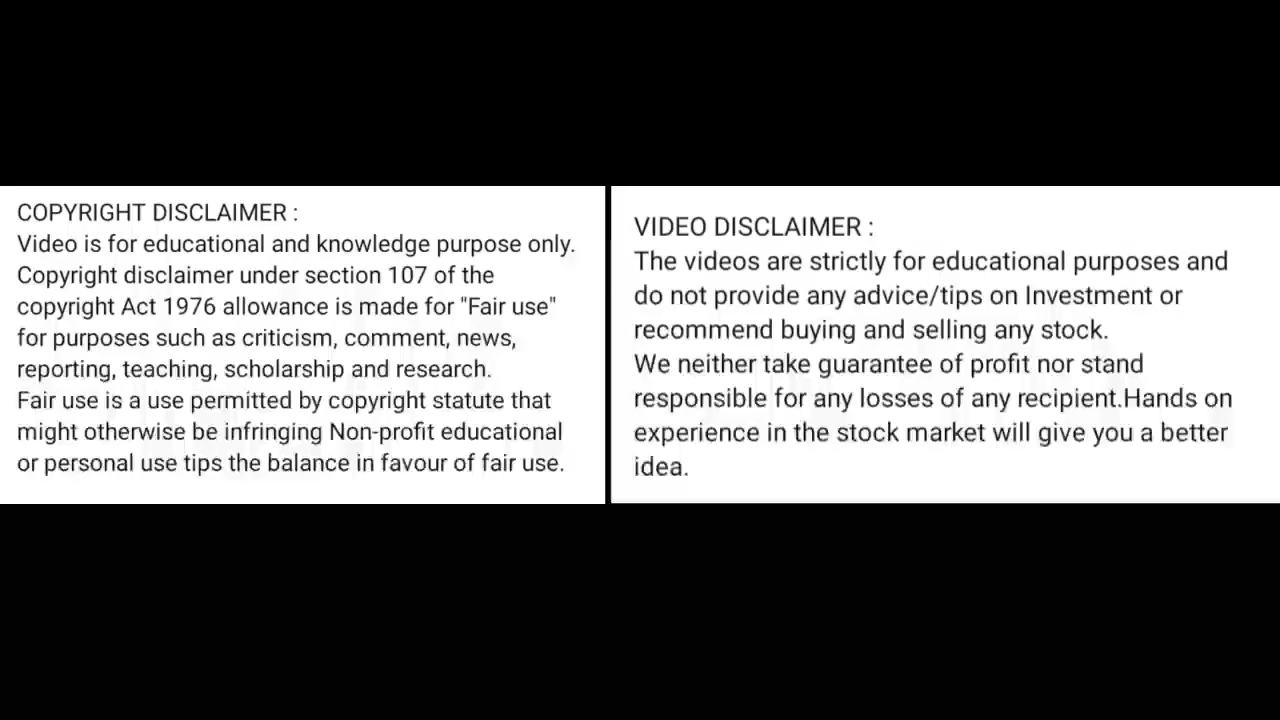 COPYRIGHT DISCLAIMER :
Video is for educational and knowledge purpose only.
Copyright disclaimer under section 107 of the
copyright Act 1976 allowance is made for "Fair use"
for purposes such as criticism, comment, news,
reporting, teaching, scholarship and research.
Fair use is a use permitted by copyright statute that
might otherwise be infringing Non-profit educational
or personal use tips the balance in favour of fair use.
VIDEO DISCLAIMER :
The videos are strictly for educational purposes and
do not provide any advice/tips on Investment or
recommend buying and selling any stock.
We neither take guarantee of profit nor stand
responsible for any losses of any recipient.Hands on
experience in the stock market will give you a better
idea.